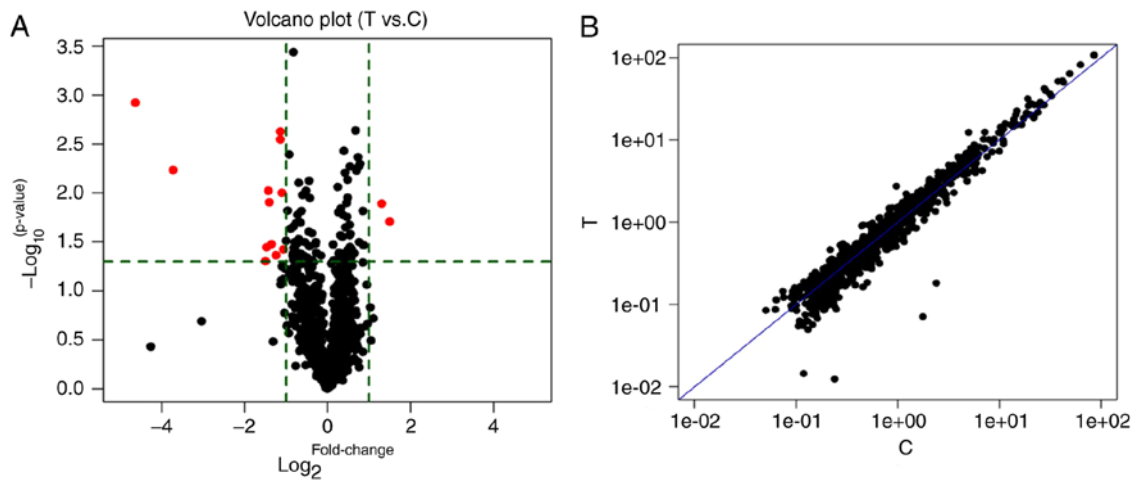 A
Volcano plot (T vs.C)
3.5
3.0
2.5
2.0
1.5
1.0
0.5
0.0
−Log10 (p-value)
−4
−2
0
2
4
Log2 Fold-change
B
1e+02
1e+01
1e+00
1e-01
1e-02
T
1e-02
1e-01
1e+00
1e+01
1e+02
C